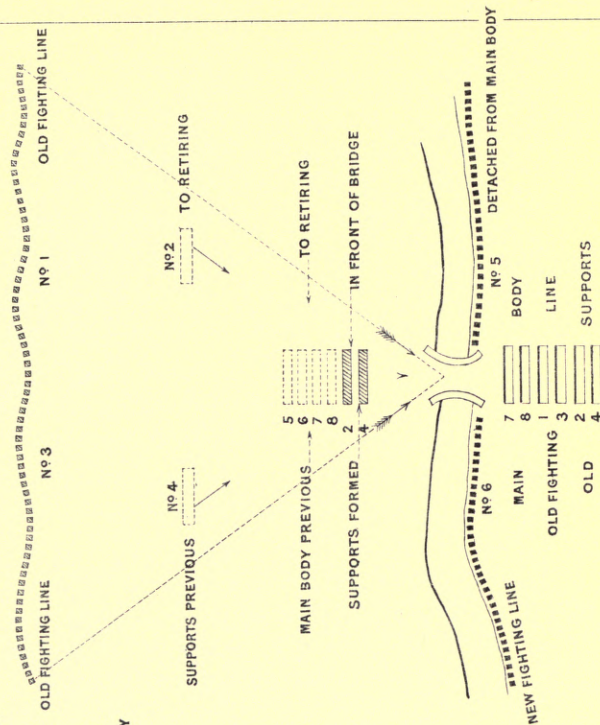 OLD FIGHTING LINE Nº 3 Nº 1 OLD FIGHTING LINE
Y
Nº 4 Nº 2
SUPPORTS PREVIOUS TO RETIRING
5
6
MAIN BODY PREVIOUS TO RETIRING
7
8
2
SUPPORTS FORMED IN FRONT OF BRIDGE
4
Y
DETACHED FROM MAIN BODY
Nº 6 Nº 5
NEW FIGHTING LINE
7
MAIN BODY
8
1
OLD FIGHTING LINE
3
2
OLD SUPPORTS
4